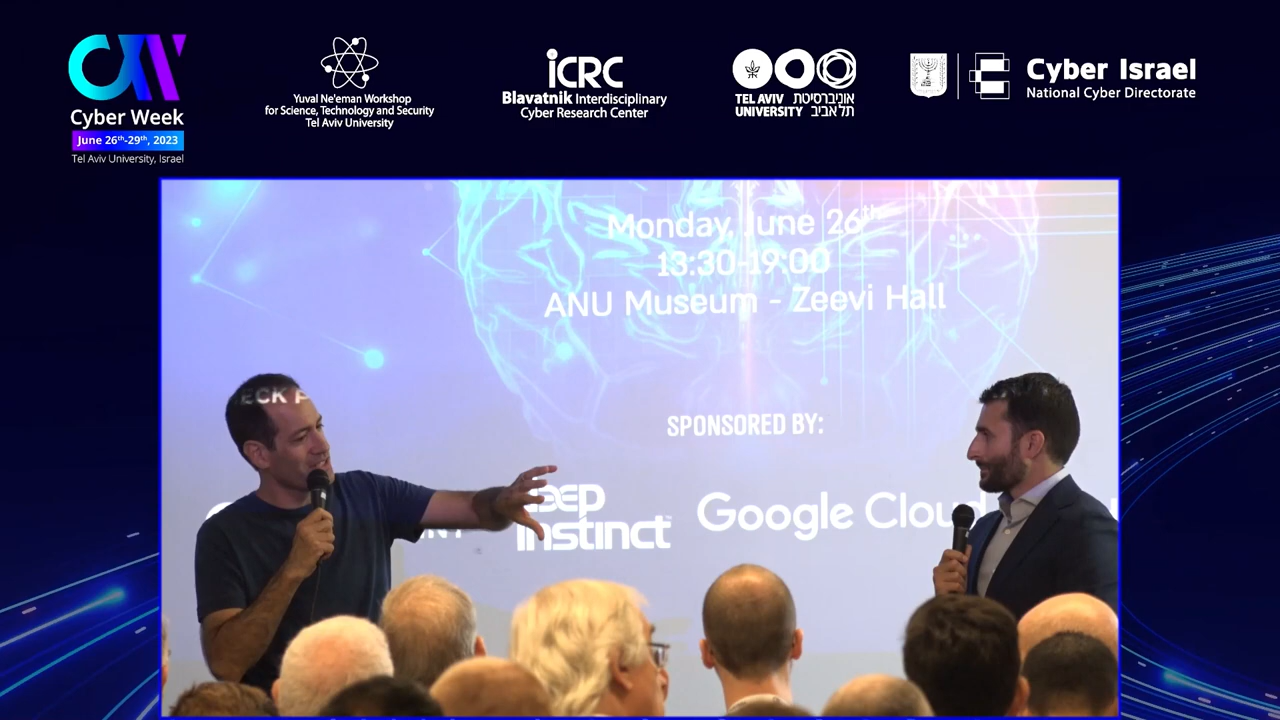 Cyber Week
June 26th-29th, 2023
Tel Aviv University, Israel
Yuval Ne'eman Workshop
for Science, Technology and Security
Tel Aviv University
iCRC
Blavatnik Interdisciplinary
Cyber Research Center
TEL AVIV אוניברסיטת
UNIVERSITY תל אביב
Cyber Israel
National Cyber Directorate
Monday, June 26th
13:30-19:00
ANU Museum - Zeevi Hall
SPONSORED BY:
ECK
instinct
Google Cloud